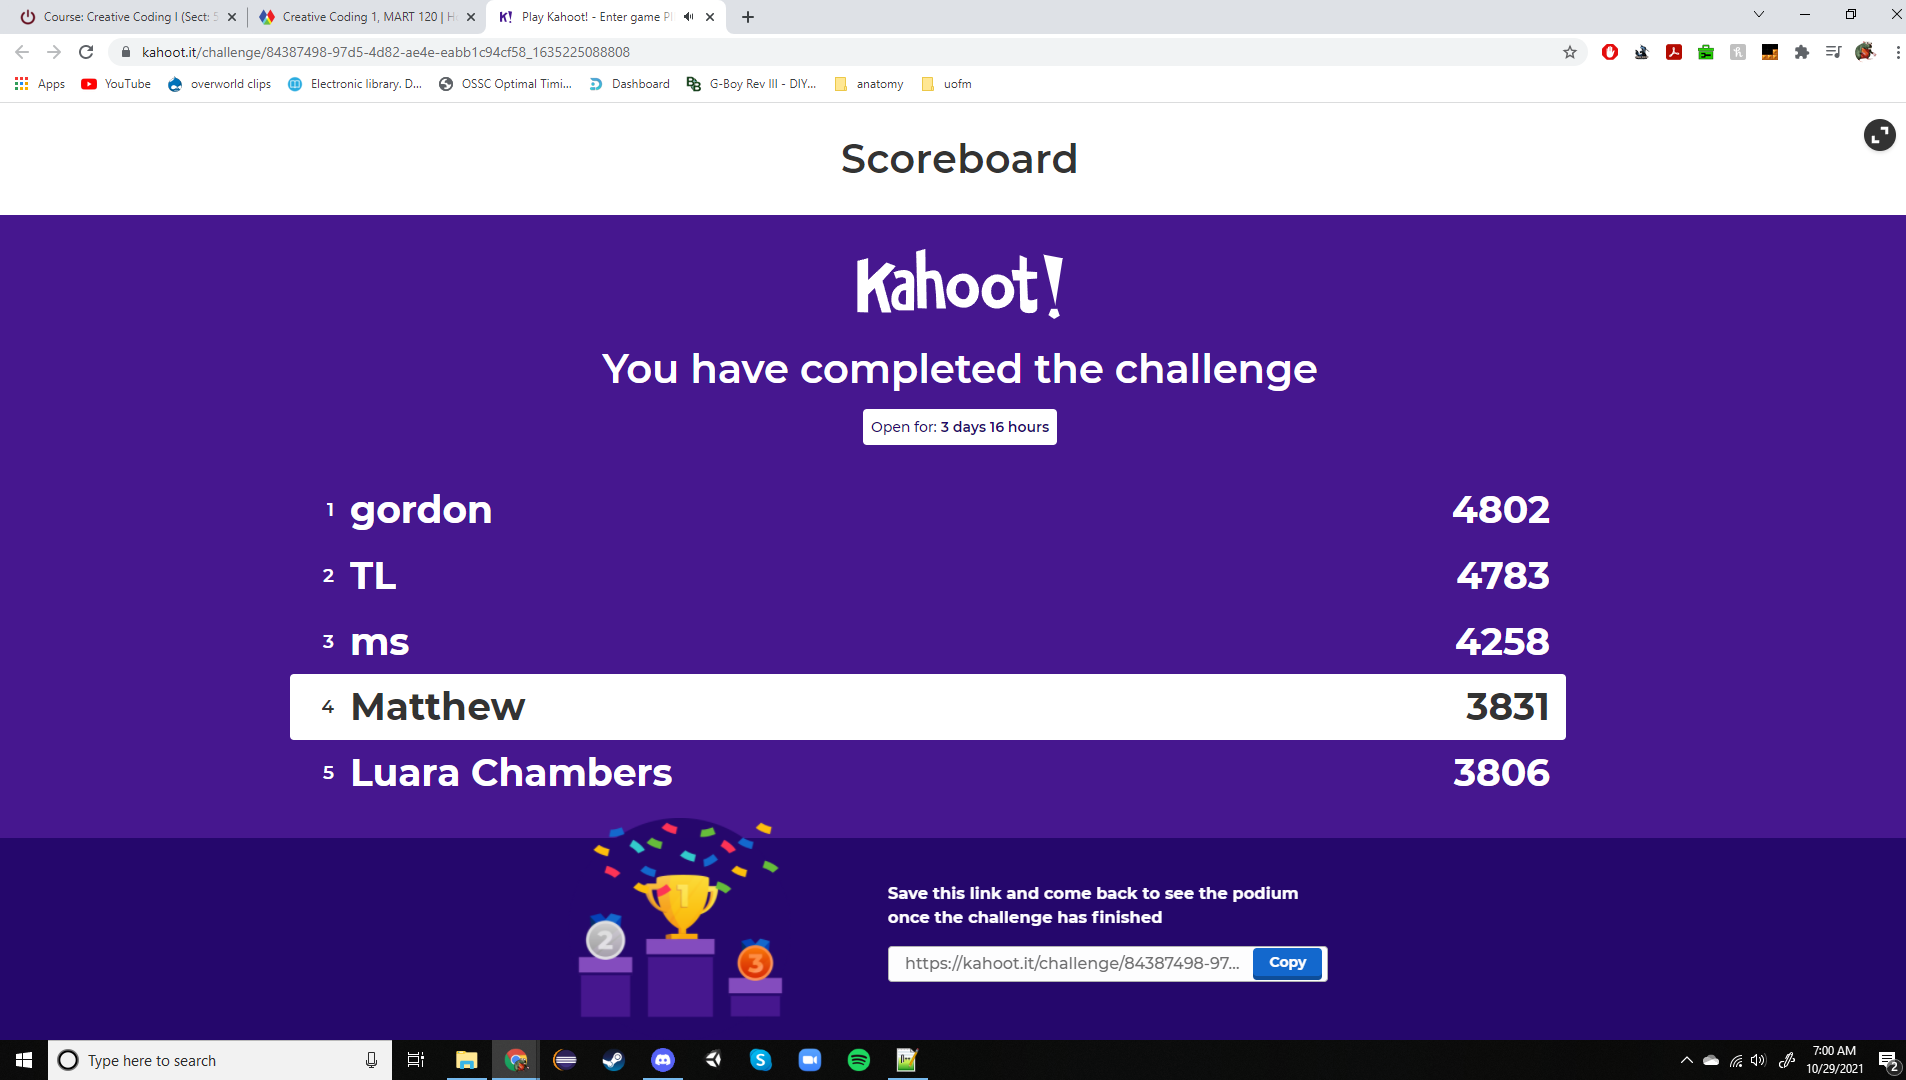 Course: Creative Coding I (Sect: 5
Creative Coding 1, MART 120 | H
K! Play Kahoot! - Enter game P
kahoot.it/challenge/84387498-97d5-4d82-ae4e-eabb1c94cf58_1635225088808
Apps YouTube overworld clips Electronic library. D... OSSC Optimal Timi... Dashboard G-Boy Rev III - DIY... anatomy uofm
Scoreboard
Kahoot!
You have completed the challenge
Open for: 3 days 16 hours
1 gordon 4802
2 TL 4783
3 ms 4258
4 Matthew 3831
5 Luara Chambers 3806
1
2
3
Save this link and come back to see the podium
once the challenge has finished
https://kahoot.it/challenge/84387498-97... Copy
Type here to search
7:00 AM
10/29/2021
2